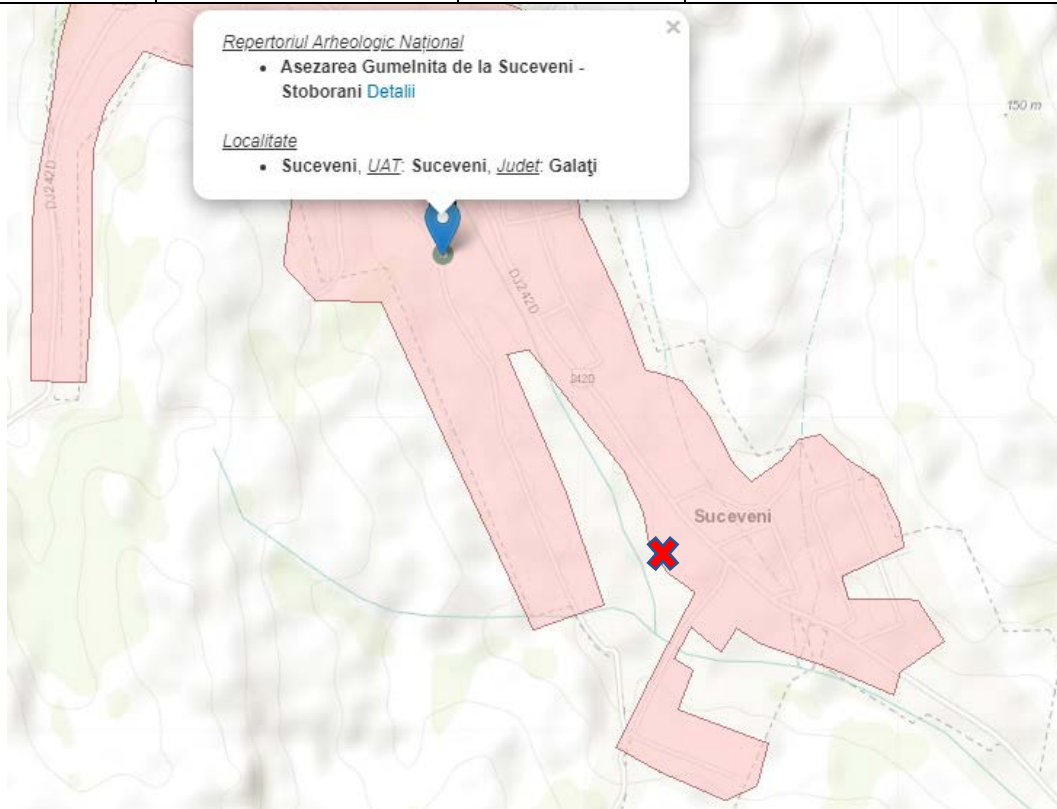 Repertoriul Arheologic Național
• Asezarea Gumelnita de la Suceveni -
Stoborani Detalii
Localitate
• Suceveni, UAT: Suceveni, Judet: Galaţi
150 m
DJ242D
DJ242D
242D
Suceveni